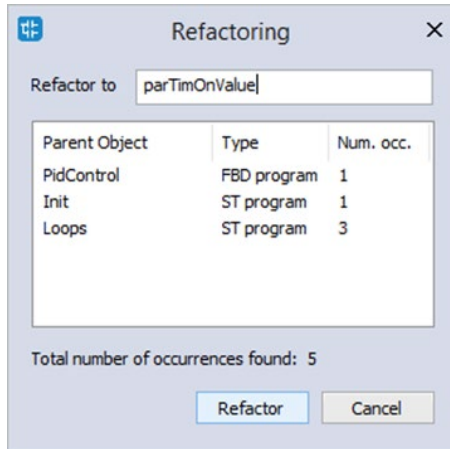 Refactoring
Refactor to parTimOnValue
Parent Object Type Num. occ.
PidControl FBD program 1
Init ST program 1
Loops ST program 3
Total number of occurrences found: 5
Refactor Cancel